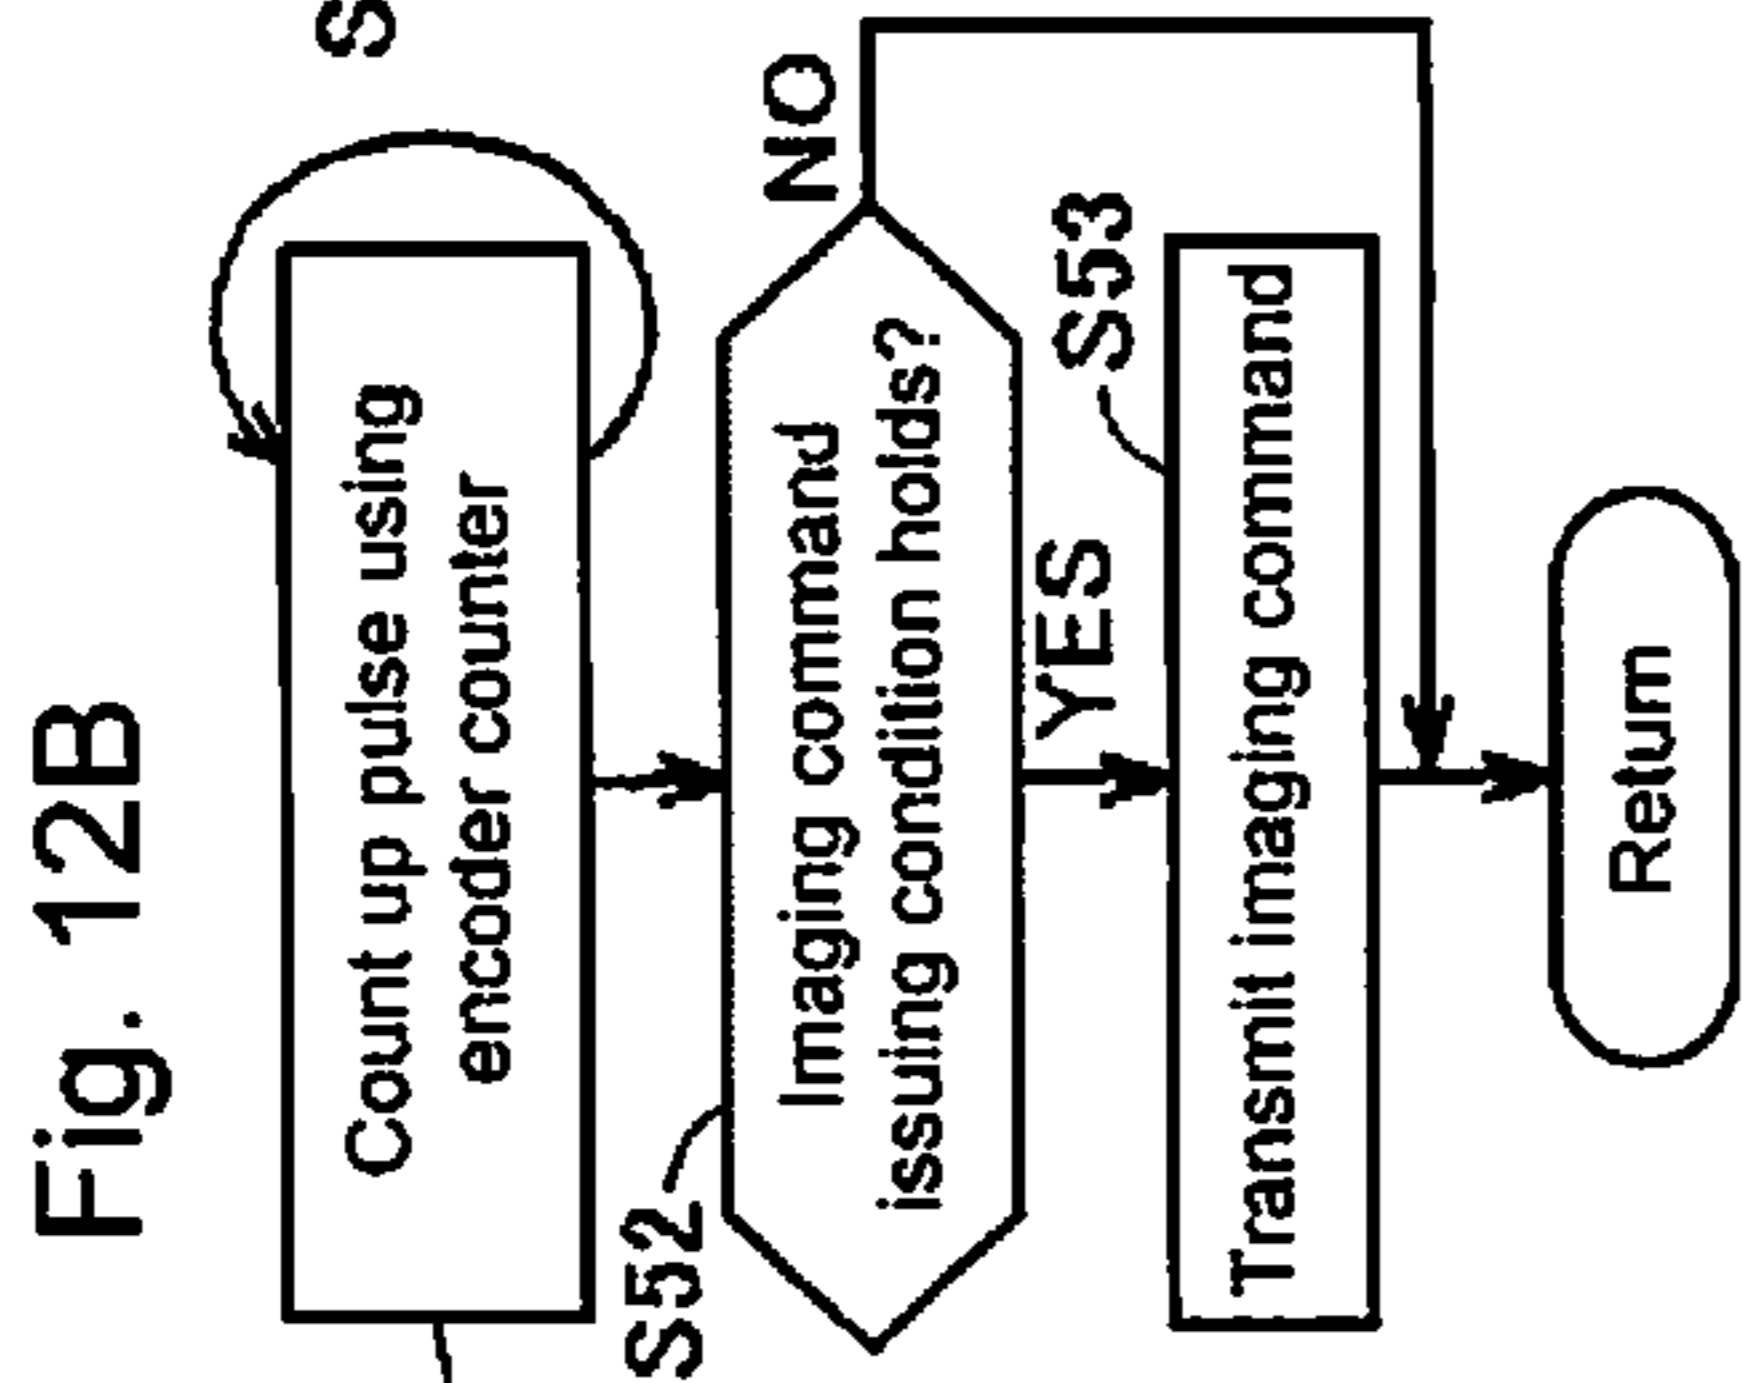 Fig. 12B
S
Count up pulse using
encoder counter
S52
Imaging command
issuing condition holds?
NO
YES
S53
Transmit imaging command
Return